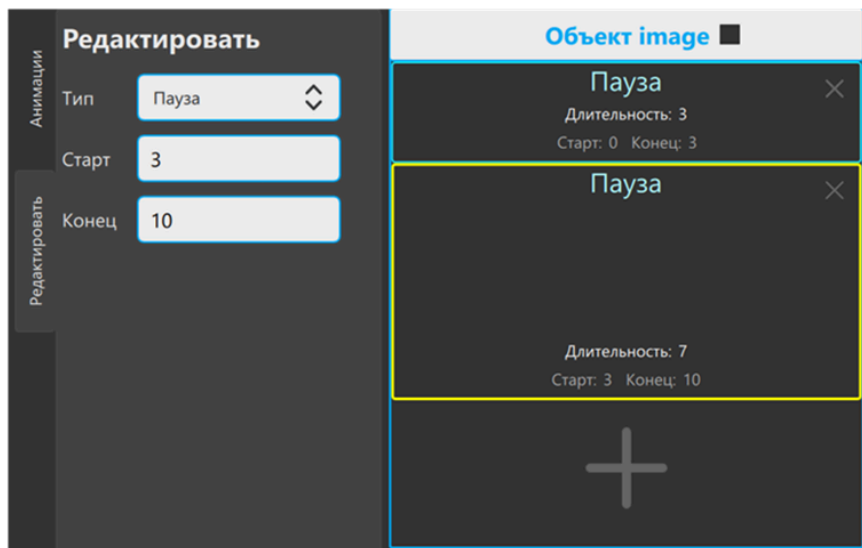 Анимации
Редактировать
Редактировать
Тип
Пауза
Старт
3
Конец
10
Объект image
Пауза
Длительность: 3
Старт: 0 Конец: 3
Пауза
Длительность: 7
Старт: 3 Конец: 10